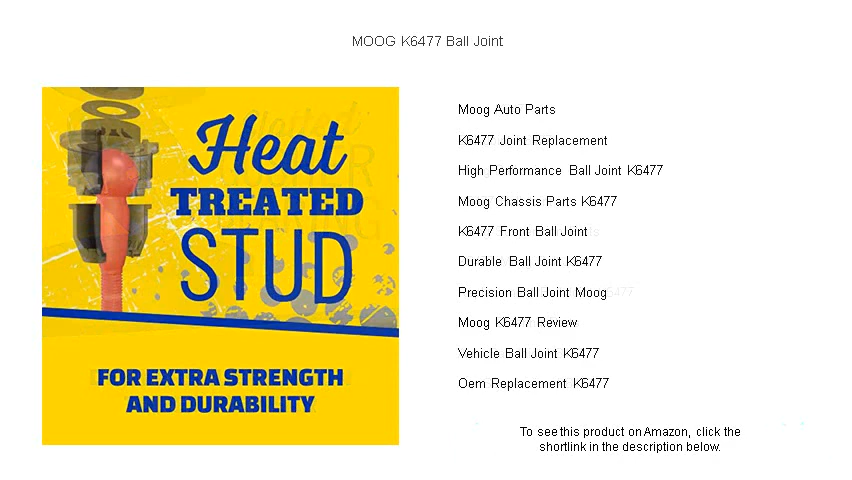 MOOG K6477 Ball Joint
Heat
TREATED
STUD
FOR EXTRA STRENGTH
AND DURABILITY
Moog Auto Parts
K6477 Joint Replacement
High Performance Ball Joint K6477
Moog Chassis Parts K6477
K6477 Front Ball Joint
Durable Ball Joint K6477
Precision Ball Joint Moog
Moog K6477 Review
Vehicle Ball Joint K6477
Oem Replacement K6477
To see this product on Amazon, click the
shortlink in the description below.